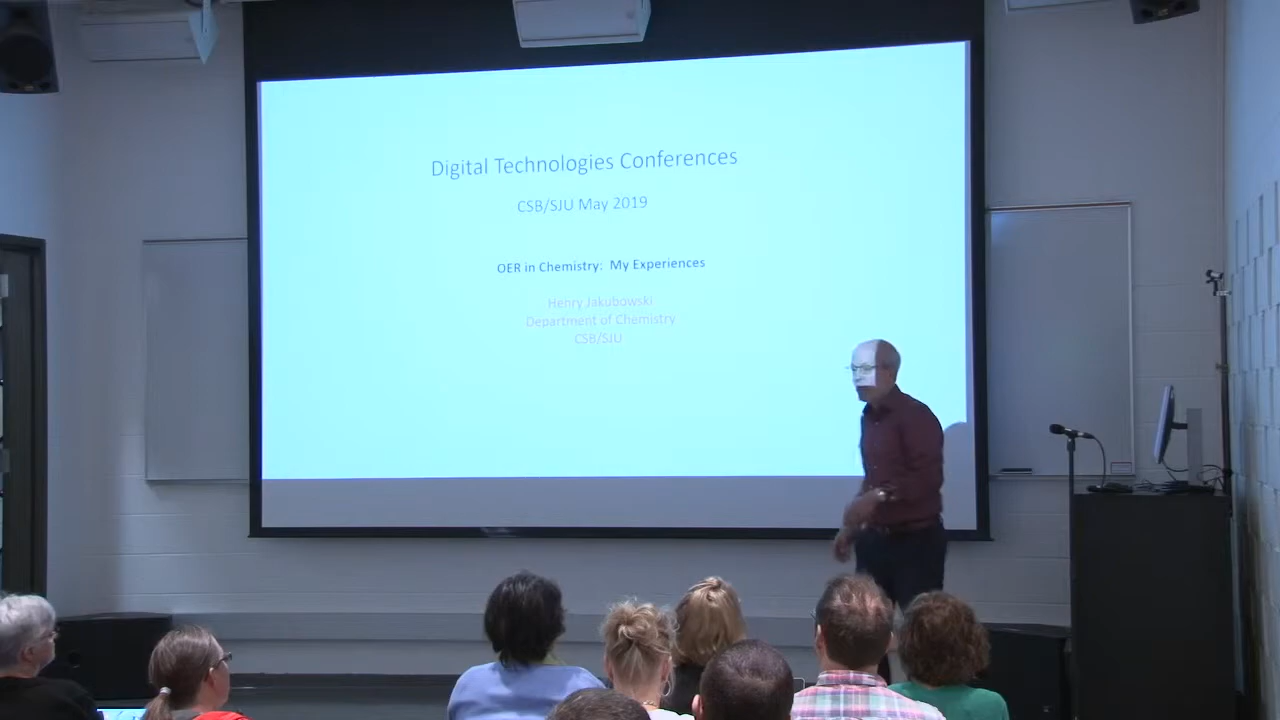 Digital Technologies Conferences
CSB/SJU May 2019
OER in Chemistry: My Experiences
Henry Jakubowski
Department of Chemistry
CSB/SJU